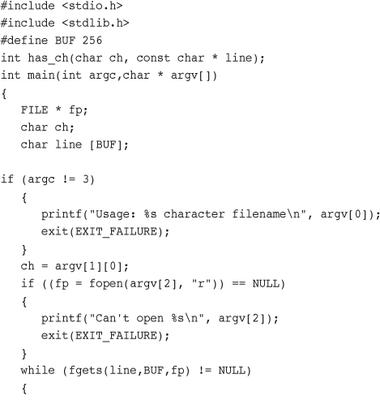 #include <stdio.h>
#include <stdlib.h>
#define BUF 256
int has_ch(char ch, const char * line);
int main(int argc,char * argv[])
{
FILE * fp;
char ch;
char line [BUF];
if (argc != 3)
{
printf("Usage: %s character filename\n", argv[0]);
exit(EXIT_FAILURE);
}
ch = argv[1][0];
if ((fp = fopen(argv[2], "r")) == NULL)
{
printf("Can't open %s\n", argv[2]);
exit(EXIT_FAILURE);
}
while (fgets(line,BUF,fp) != NULL)
{